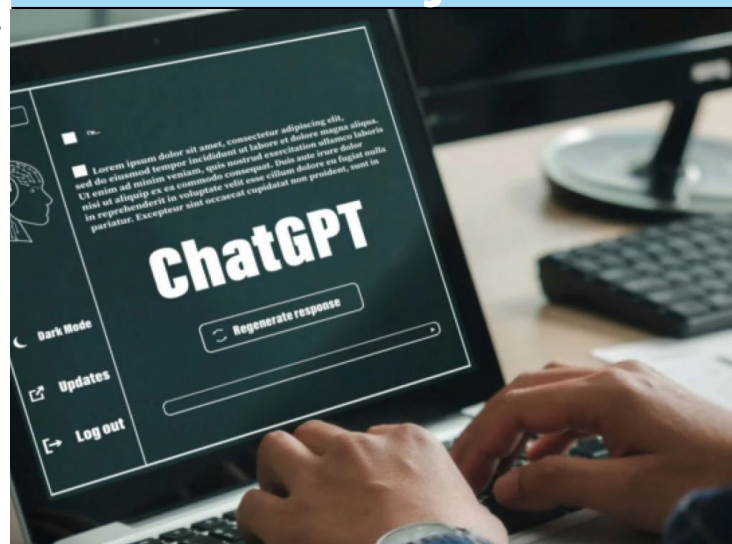 Lorem ipsum dolor sit amet, consectetur adipiscing elit,
sed do eiusmod tempor incididunt ut labore et dolore magna aliqua.
Ut enim ad minim veniam, quis nostrud exercitation ullamco laboris
nisi ut aliquip ex ea commodo consequat. Duis aute irure dolor
in reprehenderit in voluptate velit esse cillum dolore eu fugiat nulla
pariatur. Excepteur sint occaecat cupidatat non proident, sunt in
ChatGPT
Regenerate response
Dark Mode
Updates
Log out